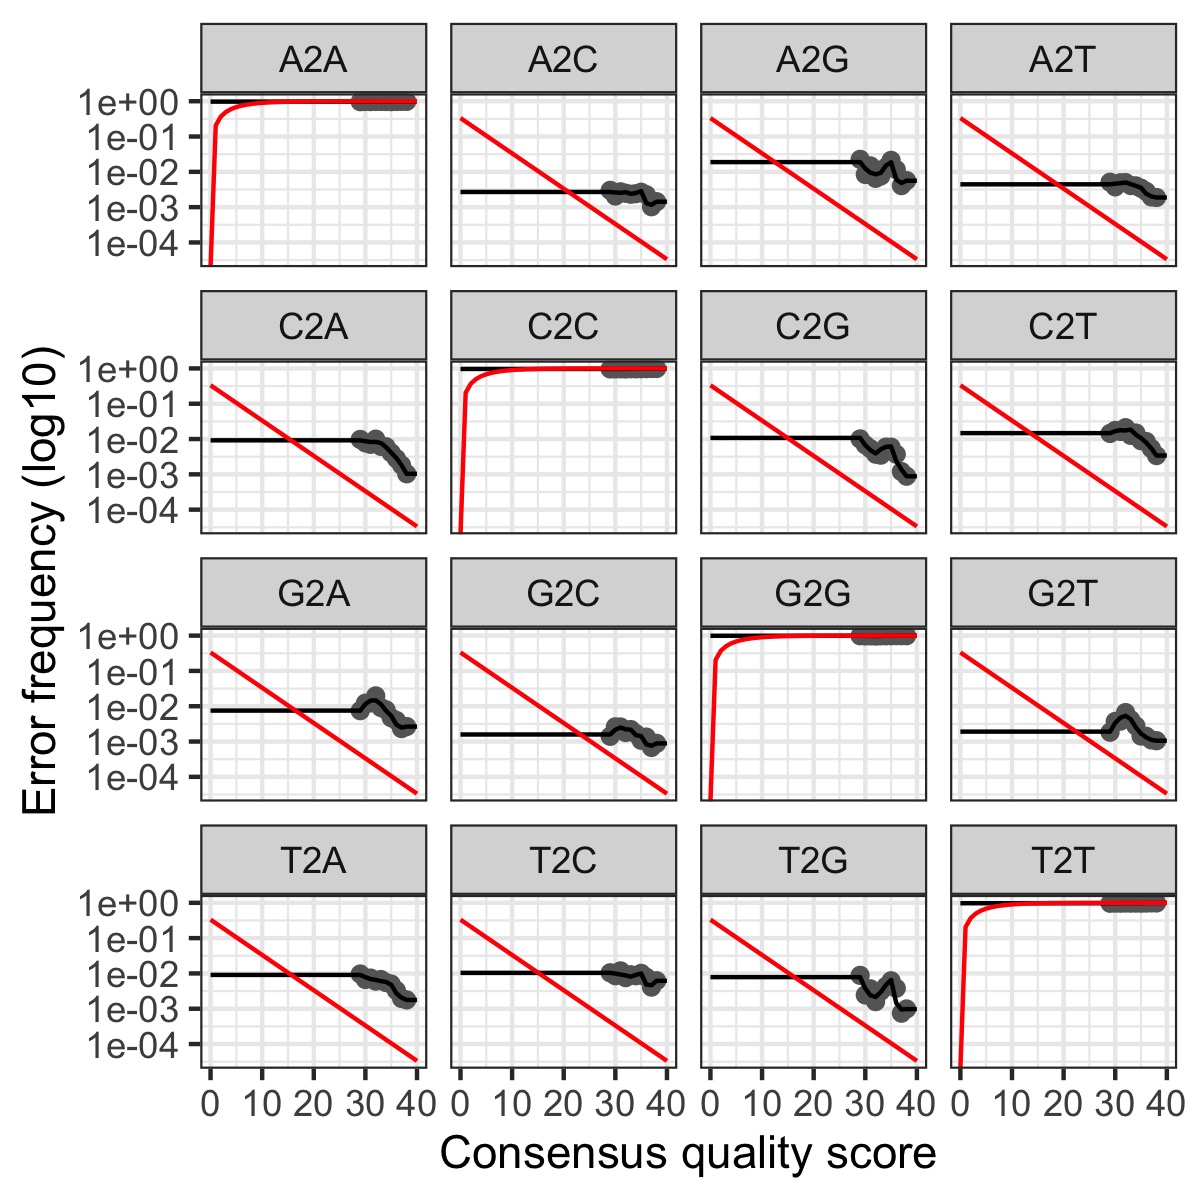 A2A A2C A2G A2T
1e+00
1e-01
1e-02
1e-03
1e-04
C2A C2C C2G C2T
1e+00
1e-01
1e-02
1e-03
1e-04
G2A G2C G2G G2T
1e+00
1e-01
1e-02
1e-03
1e-04
T2A T2C T2G T2T
1e+00
1e-01
1e-02
1e-03
1e-04
0 10 20 30 40 0 10 20 30 40 0 10 20 30 40 0 10 20 30 40
Consensus quality score
Error frequency (log10)